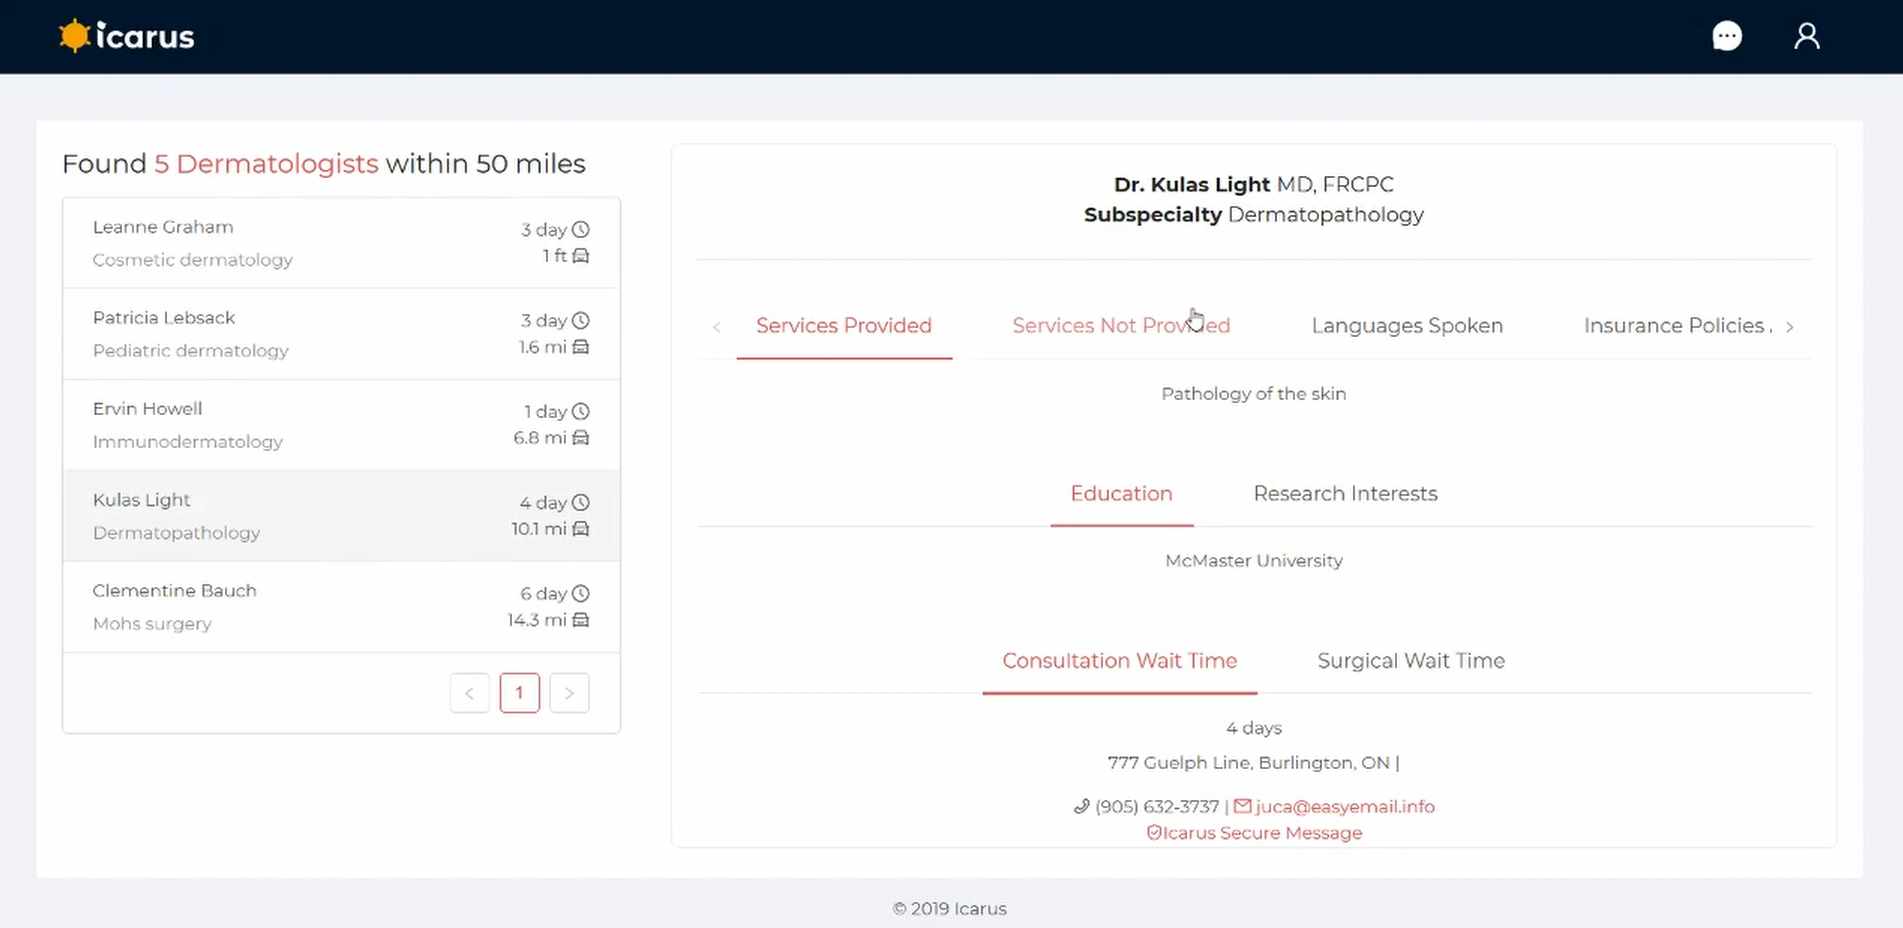 icarus
Found 5 Dermatologists within 50 miles
Leanne Graham
3 day
Cosmetic dermatology
1 ft
Patricia Lebsack
3 day
Pediatric dermatology
1.6 mi
Ervin Howell
1 day
Immunodermatology
6.8 mi
Kulas Light
4 day
Dermatopathology
10.1 mi
Clementine Bauch
6 day
Mohs surgery
14.3 mi
< 1 >
Dr. Kulas Light MD, FRCPC
Subspecialty Dermatopathology
< Services Provided Services Not Provided Languages Spoken Insurance Policies >
Pathology of the skin
Education Research Interests
McMaster University
Consultation Wait Time Surgical Wait Time
4 days
777 Guelph Line, Burlington, ON |
(905) 632-3737 | juca@easyemail.info
Icarus Secure Message
© 2019 Icarus